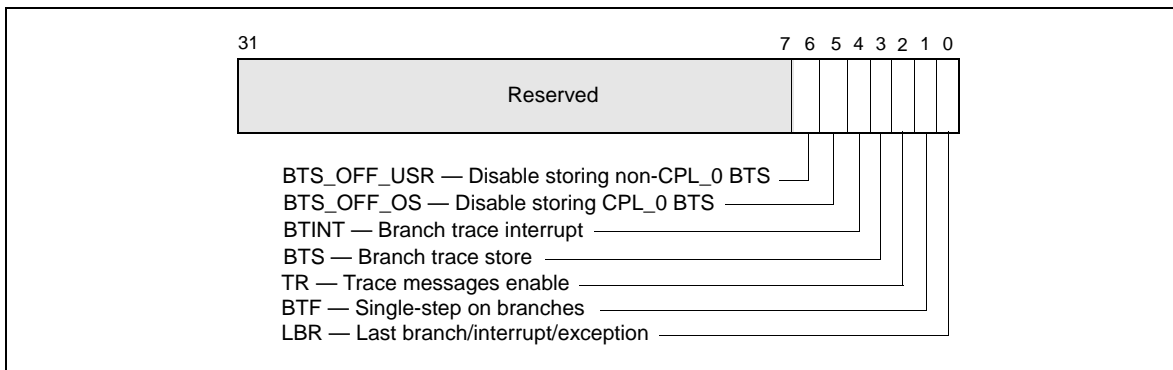 31 7 6 5 4 3 2 1 0
Reserved
BTS_OFF_USR — Disable storing non-CPL_0 BTS
BTS_OFF_OS — Disable storing CPL_0 BTS
BTINT — Branch trace interrupt
BTS — Branch trace store
TR — Trace messages enable
BTF — Single-step on branches
LBR — Last branch/interrupt/exception